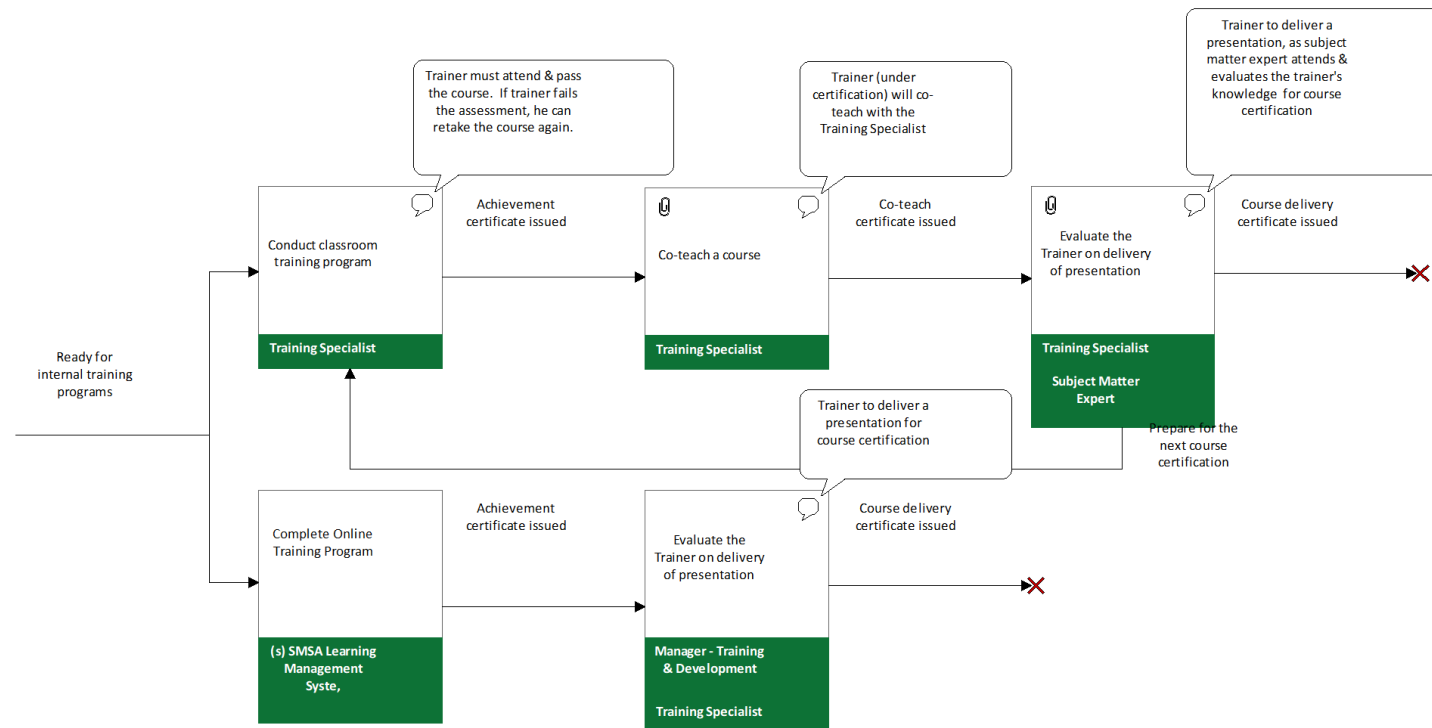 Trainer to deliver a
presentation, as subject
matter expert attends &
evaluates the trainer's
knowledge for course
certification
Trainer must attend & pass
the course. If trainer fails
the assessment, he can
retake the course again.
Trainer (under
certification) will co-
teach with the
Training Specialist
Conduct classroom
training program
Training Specialist
Achievement
certificate issued
Co-teach a course
Training Specialist
Co-teach
certificate issued
Evaluate the
Trainer on delivery
of presentation
Training Specialist
Subject Matter
Expert
Course delivery
certificate issued
Ready for
internal training
programs
Prepare for the
next course
certification
Trainer to deliver a
presentation for
course certification
Complete Online
Training Program
(s) SMSA Learning
Management
Syste,
Achievement
certificate issued
Evaluate the
Trainer on delivery
of presentation
Manager - Training
& Development
Training Specialist
Course delivery
certificate issued